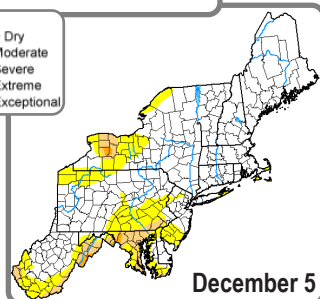 Dry
Moderate
Severe
Extreme
Exceptional
December 5